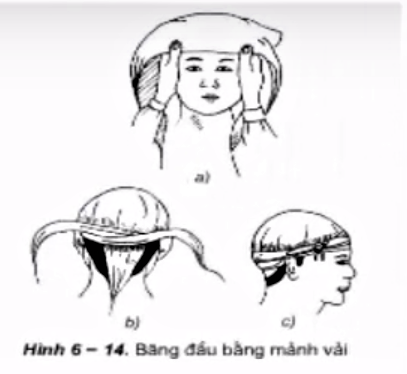 a)
b)
c)
Hình 6 – 14. Băng đầu bằng mảnh vải